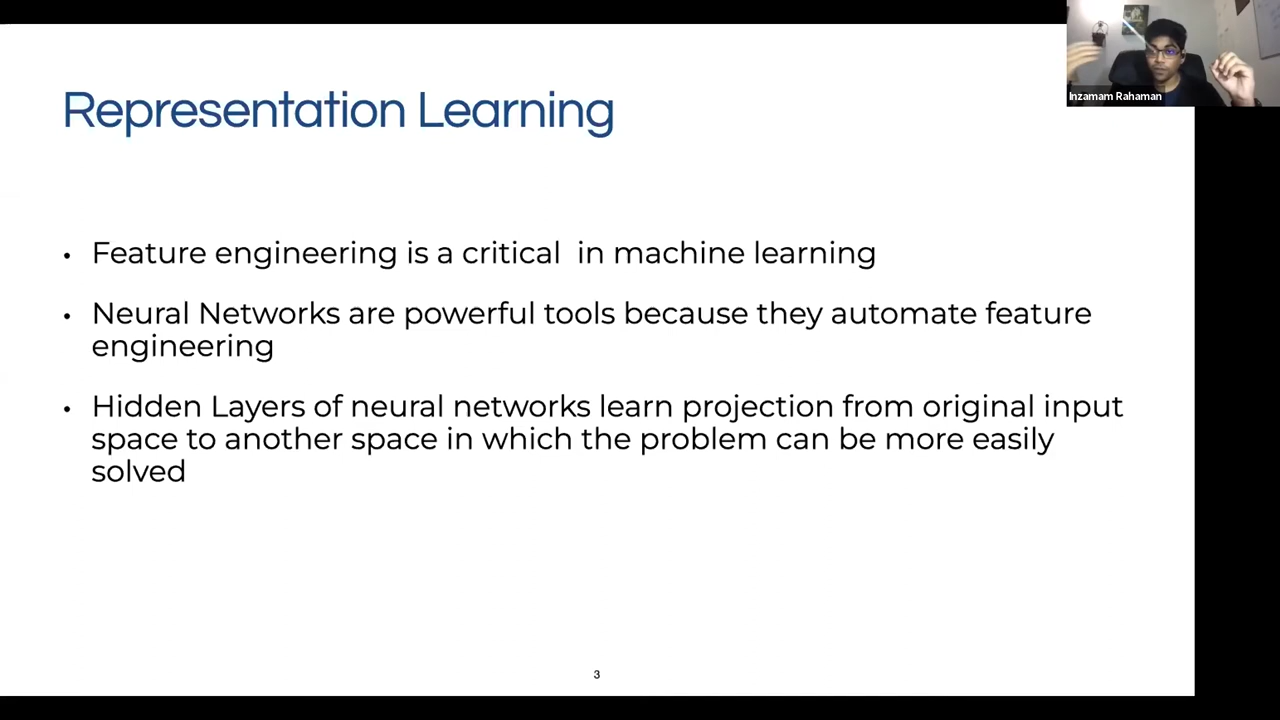 Inzamam Rahaman
Representation Learning
• Feature engineering is a critical  in machine learning
• Neural Networks are powerful tools because they automate feature
engineering
• Hidden Layers of neural networks learn projection from original input
space to another space in which the problem can be more easily
solved
3